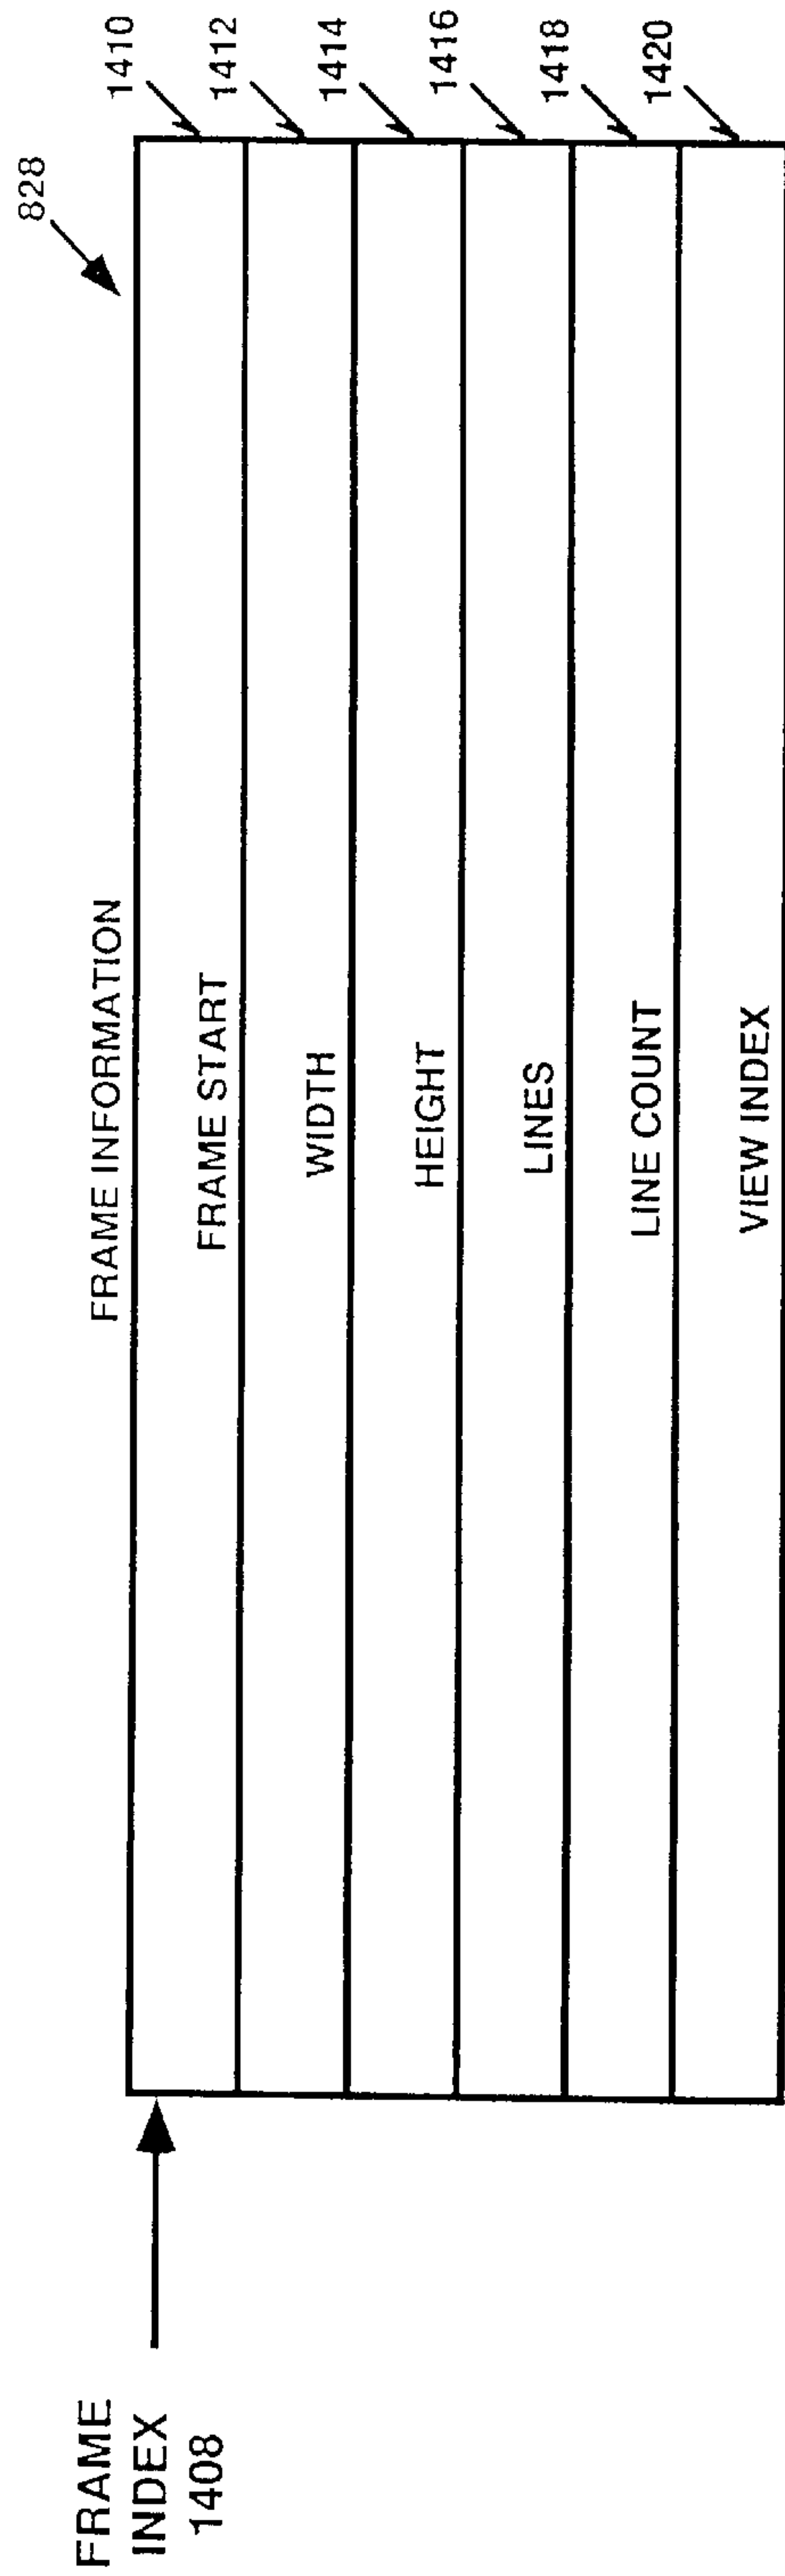 828
FRAME INFORMATION
FRAME
INDEX
1408
FRAME START
1410
WIDTH
1412
HEIGHT
1414
LINES
1416
LINE COUNT
1418
VIEW INDEX
1420